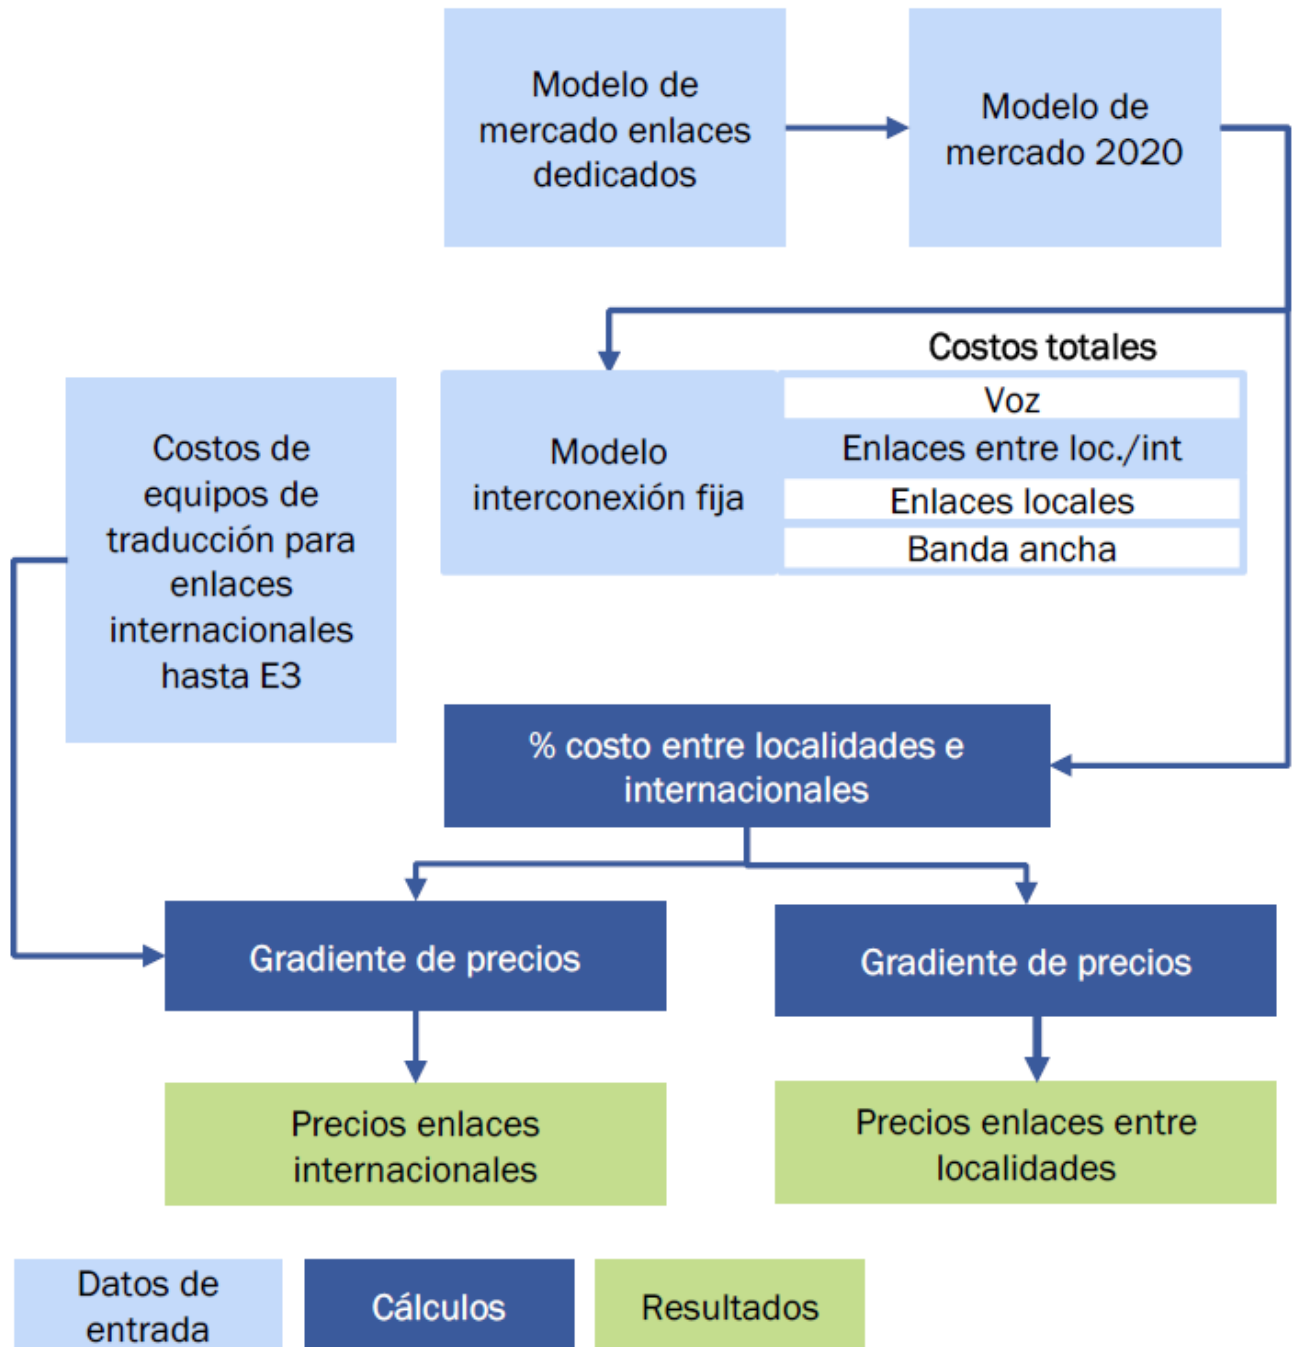 Modelo de
mercado enlaces
dedicados
Modelo de
mercado 2020
Costos totales
Costos de
equipos de
traducción para
enlaces
internacionales
hasta E3
Modelo
interconexión fija
Voz
Enlaces entre loc./int
Enlaces locales
Banda ancha
% costo entre localidades e
internacionales
Gradiente de precios
Gradiente de precios
Precios enlaces
internacionales
Precios enlaces entre
localidades
Datos de
entrada
Cálculos
Resultados